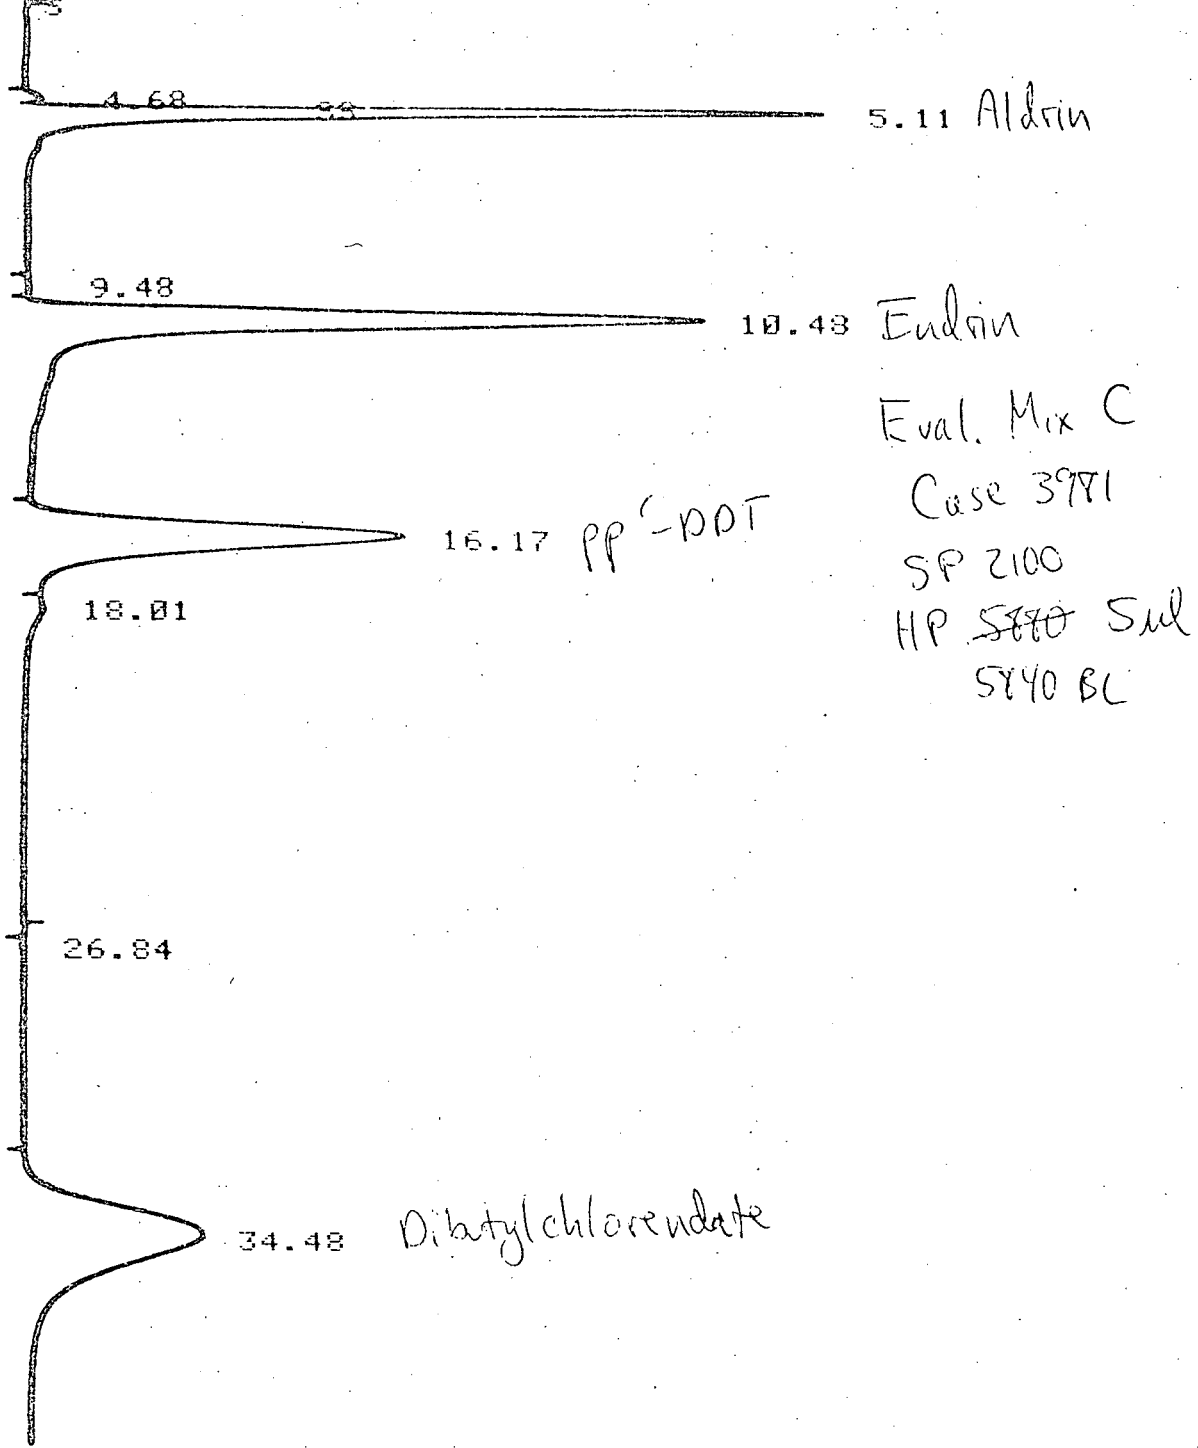 4.68
5.11 Aldrin
9.48
10.48 Endrin
Eval. Mix C
Case 3981
SP 2100
16.17 pp'-DDT
HP 5880
18.01
5840 BC
26.84
34.48 Dibutylchlorendate